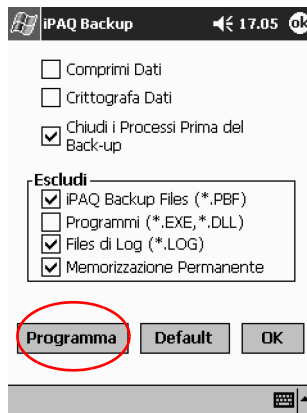 iPAQ Backup 17.05 ok
Comprimi Dati
Crittografa Dati
Chiudi i Processi Prima del
Back-up
Escludi
iPAQ Backup Files (*.PBF)
Programmi (*.EXE,*.DLL)
Files di Log (*.LOG)
Memorizzazione Permanente
Programma Default OK